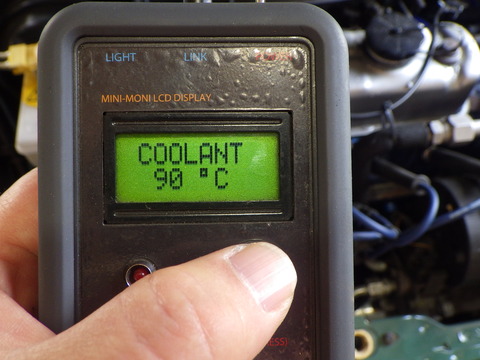 LIGHT LINK
MINI-MONI LCD DISPLAY
COOLANT
90 °C